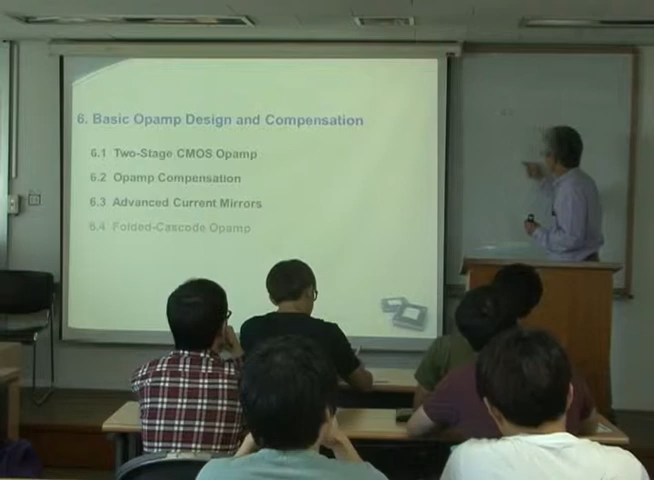 6. Basic Opamp Design and Compensation
6.1 Two-Stage CMOS Opamp
6.2 Opamp Compensation
6.3 Advanced Current Mirrors
6.4 Folded-Cascode Opamp